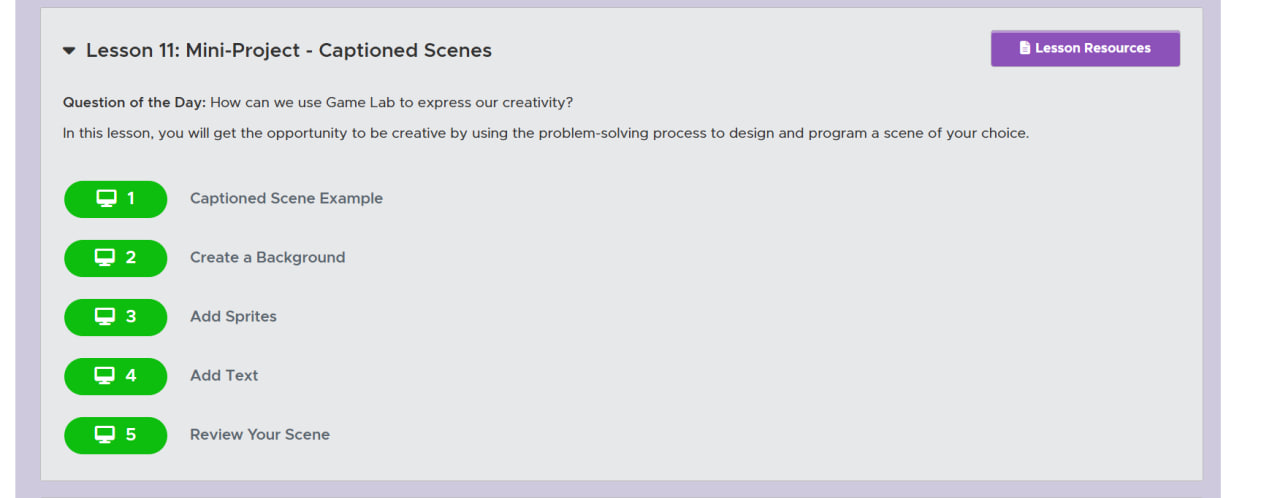 Lesson 11: Mini-Project - Captioned Scenes
Lesson Resources
Question of the Day: How can we use Game Lab to express our creativity?
In this lesson, you will get the opportunity to be creative by using the problem-solving process to design and program a scene of your choice.
1 Captioned Scene Example
2 Create a Background
3 Add Sprites
4 Add Text
5 Review Your Scene